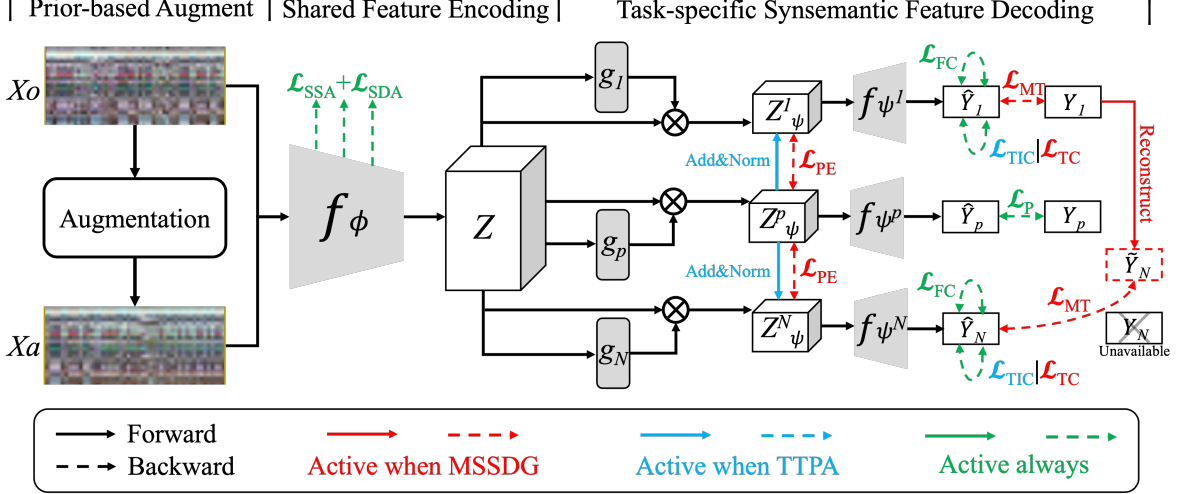 | Prior-based Augment | Shared Feature Encoding | Task-specific Synsemantic Feature Decoding |
Xo
Augmentation
Xa
ℒSSA+ℒSDA
fϕ
Z
g1
gp
gN
Z¹ψ
Add&Norm
ℒPE
Zᵖψ
Add&Norm
ℒPE
Zᴺψ
fψ¹
fψᵖ
fψᴺ
ℒFC
Ŷ1
ℒMT
Y1
ℒTIC|ℒTC
Reconstruct
Ŷp
ℒP
Yp
ỸN
ℒFC
ŶN
ℒMT
YN
Unavailable
ℒTIC|ℒTC
Forward
Backward
Active when MSSDG
Active when TTPA
Active always